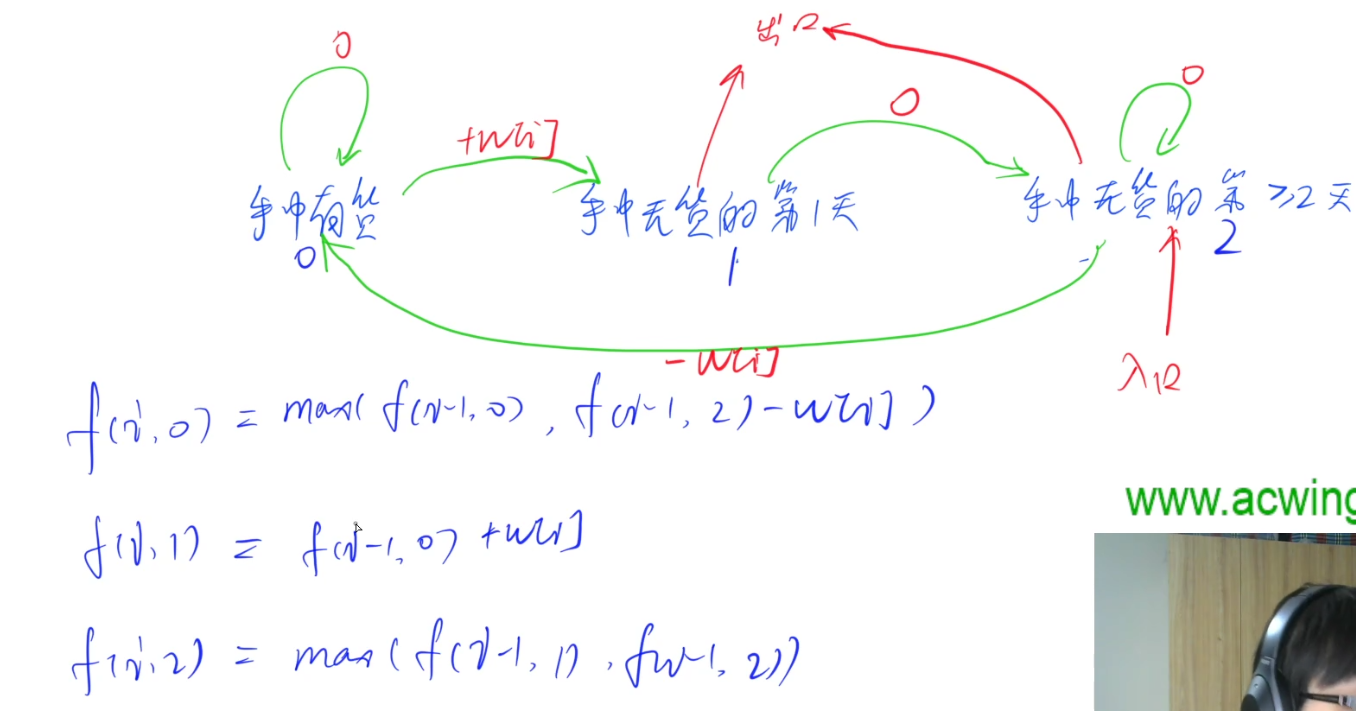 出口
0
0
0
+w[i]
手中有货
手中无货的第1天
手中无货的第≥2天
0
1
2
-w[i]
入口
f(i,0) = max(f(i-1,0), f(i-1,2)-w[i])
www.acwing
f(i,1) = f(i-1,0)+w[i]
f(i,2) = max(f(i-1,1), f(i-1,2))